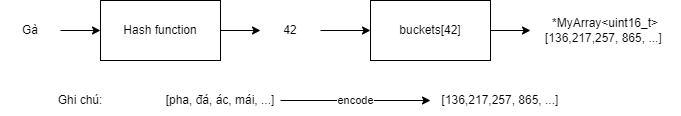 Gà
Hash function
42
buckets[42]
*MyArray<uint16_t>
[136,217,257, 865, ...]
Ghi chú:
[pha, đá, ác, mái, ...]
encode
[136,217,257, 865, ...]